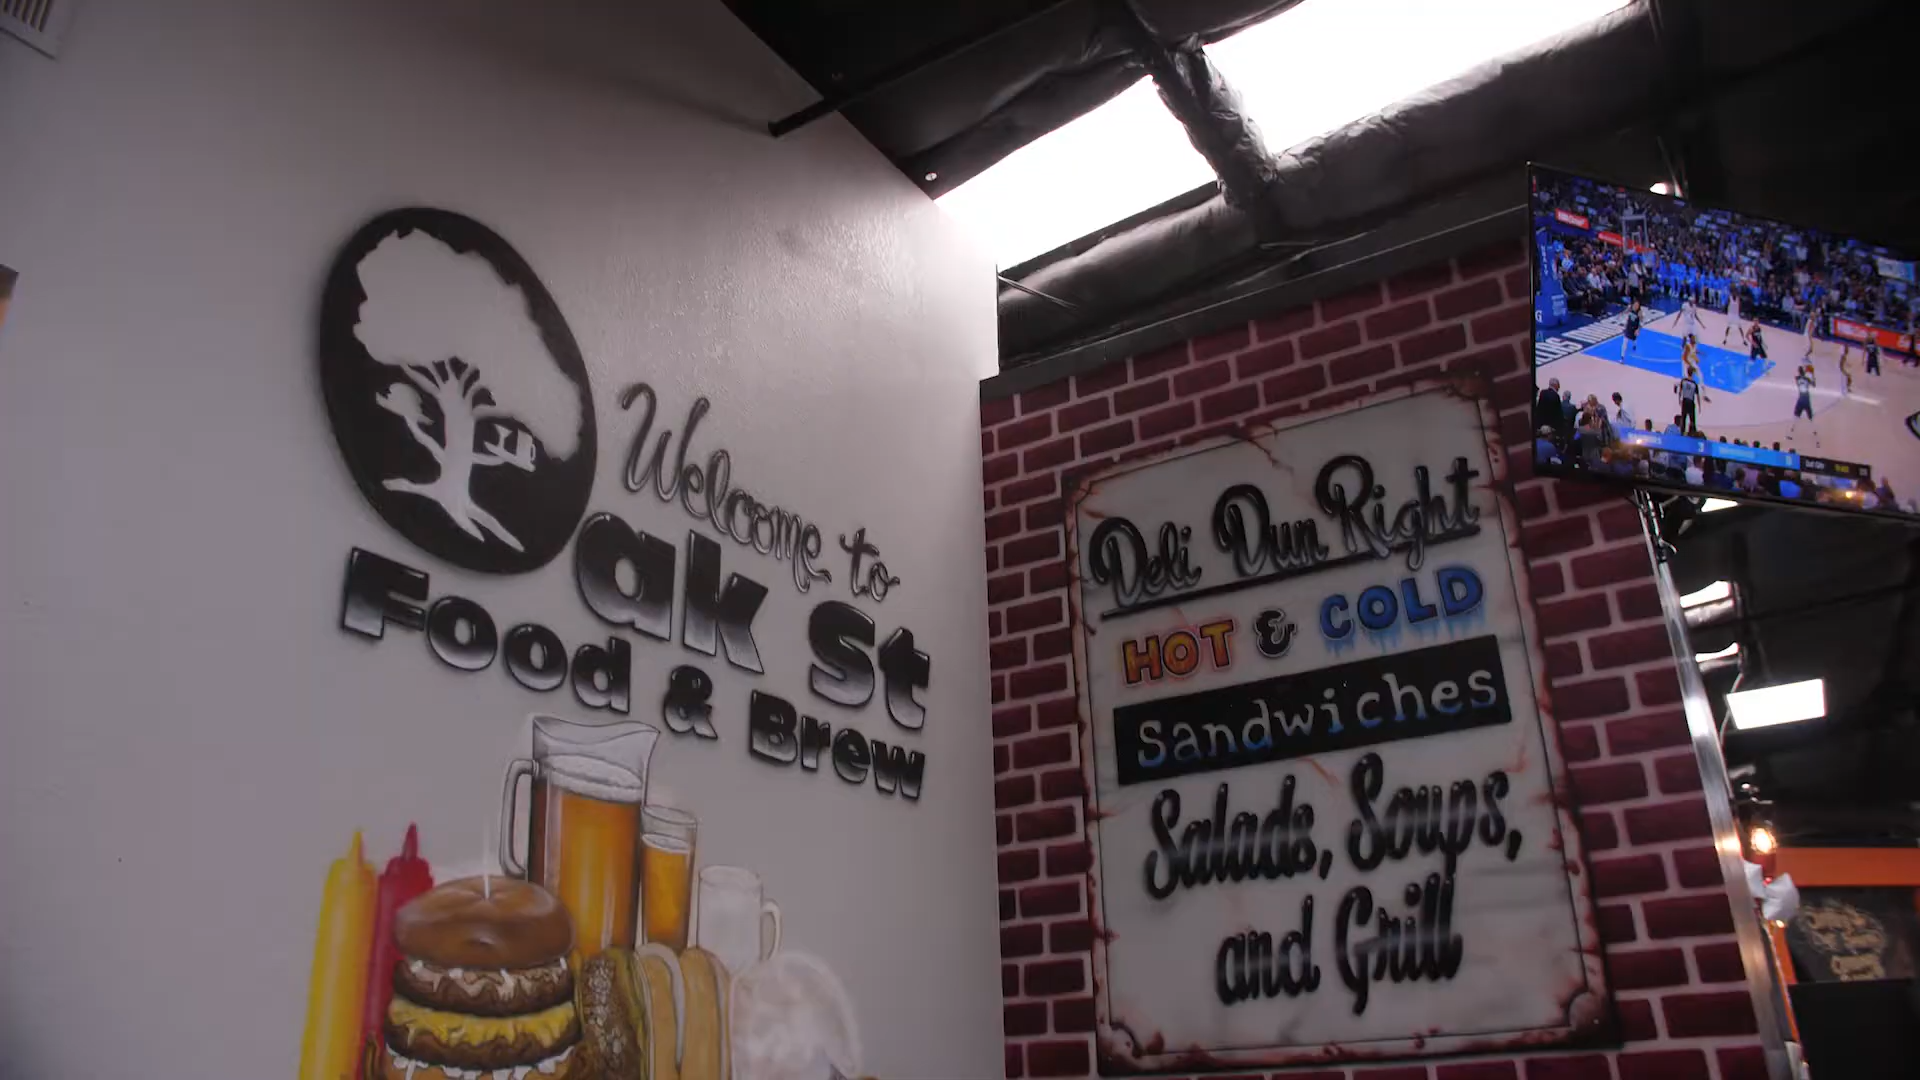 Welcome to
Oak St
Food & Brew
Deli Dun Right
HOT & COLD
Sandwiches
Salads, Soups,
and Grill